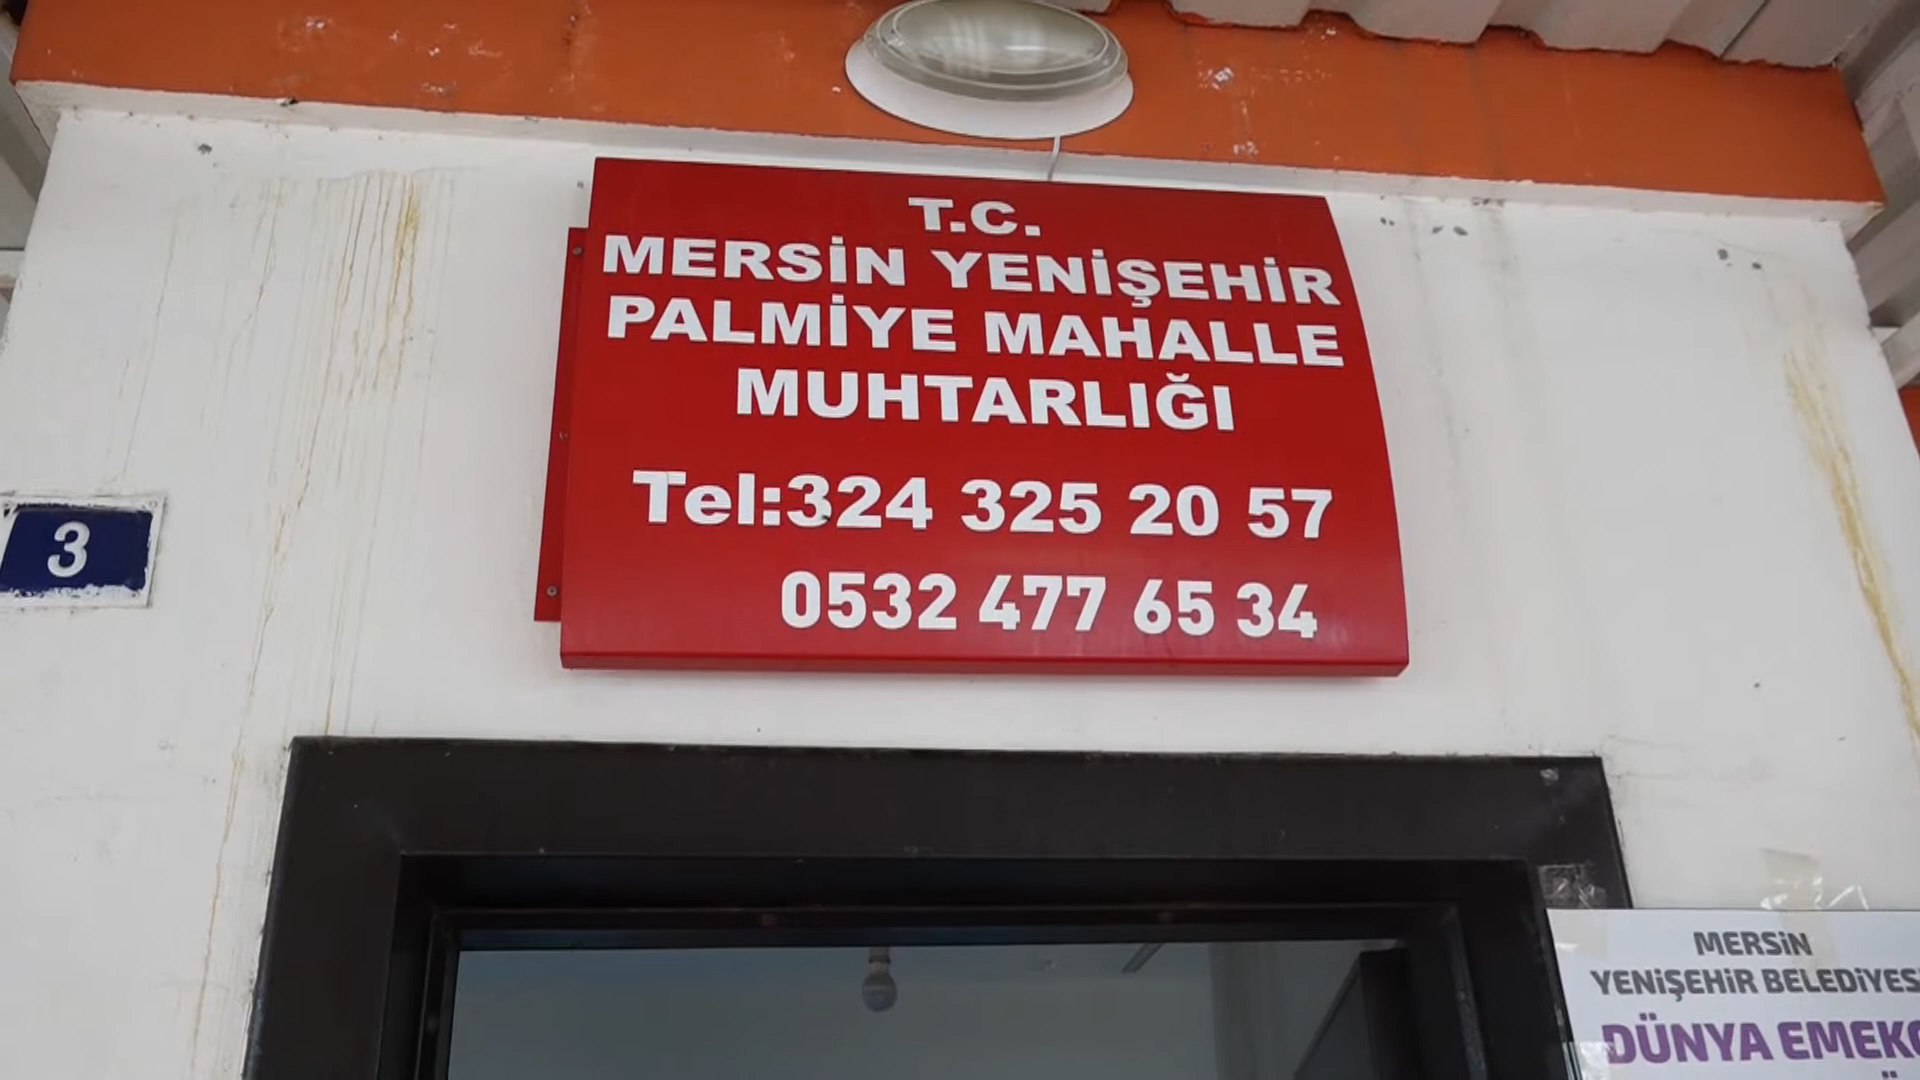 T.C.
MERSİN YENİŞEHİR
PALMİYE MAHALLE
MUHTARLIĞI
Tel:324 325 20 57
0532 477 65 34
3
MERSİN
YENİŞEHİR BELEDİYES
DÜNYA EMEK